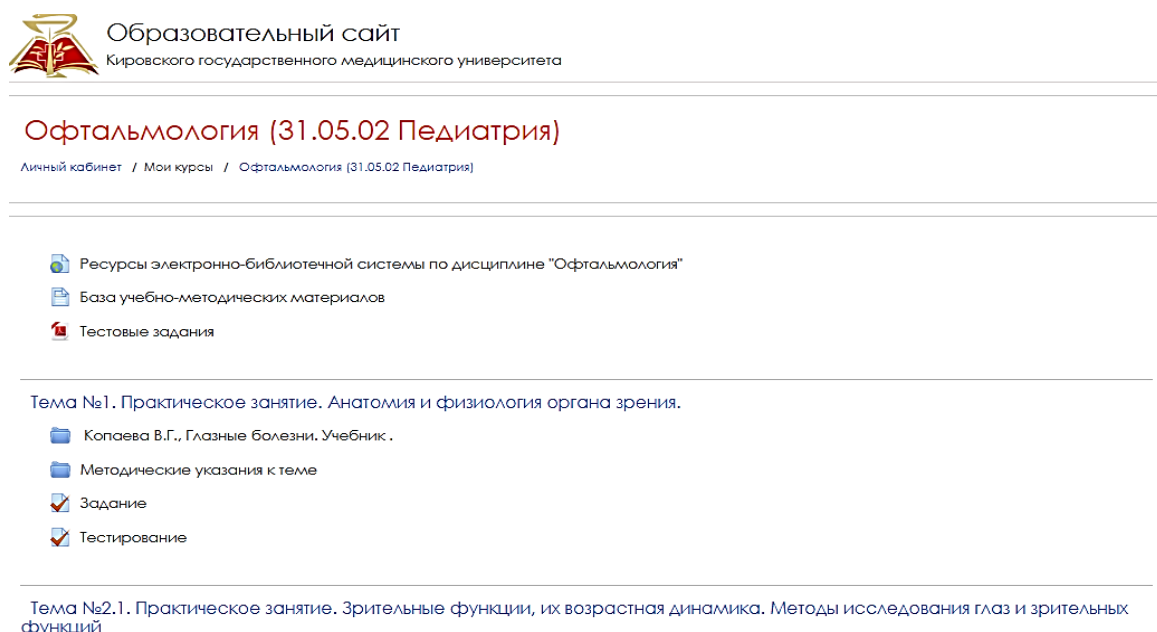 Образовательный сайт
Кировского государственного медицинского университета
Офтальмология (31.05.02 Педиатрия)
Личный кабинет / Мои курсы / Офтальмология (31.05.02 Педиатрия)
Ресурсы электронно-библиотечной системы по дисциплине "Офтальмология"
База учебно-методических материалов
Тестовые задания
Тема №1. Практическое занятие. Анатомия и физиология органа зрения.
Копаева В.Г., Глазные болезни. Учебник .
Методические указания к теме
Задание
Тестирование
Тема №2.1. Практическое занятие. Зрительные функции, их возрастная динамика. Методы исследования глаз и зрительных
функций